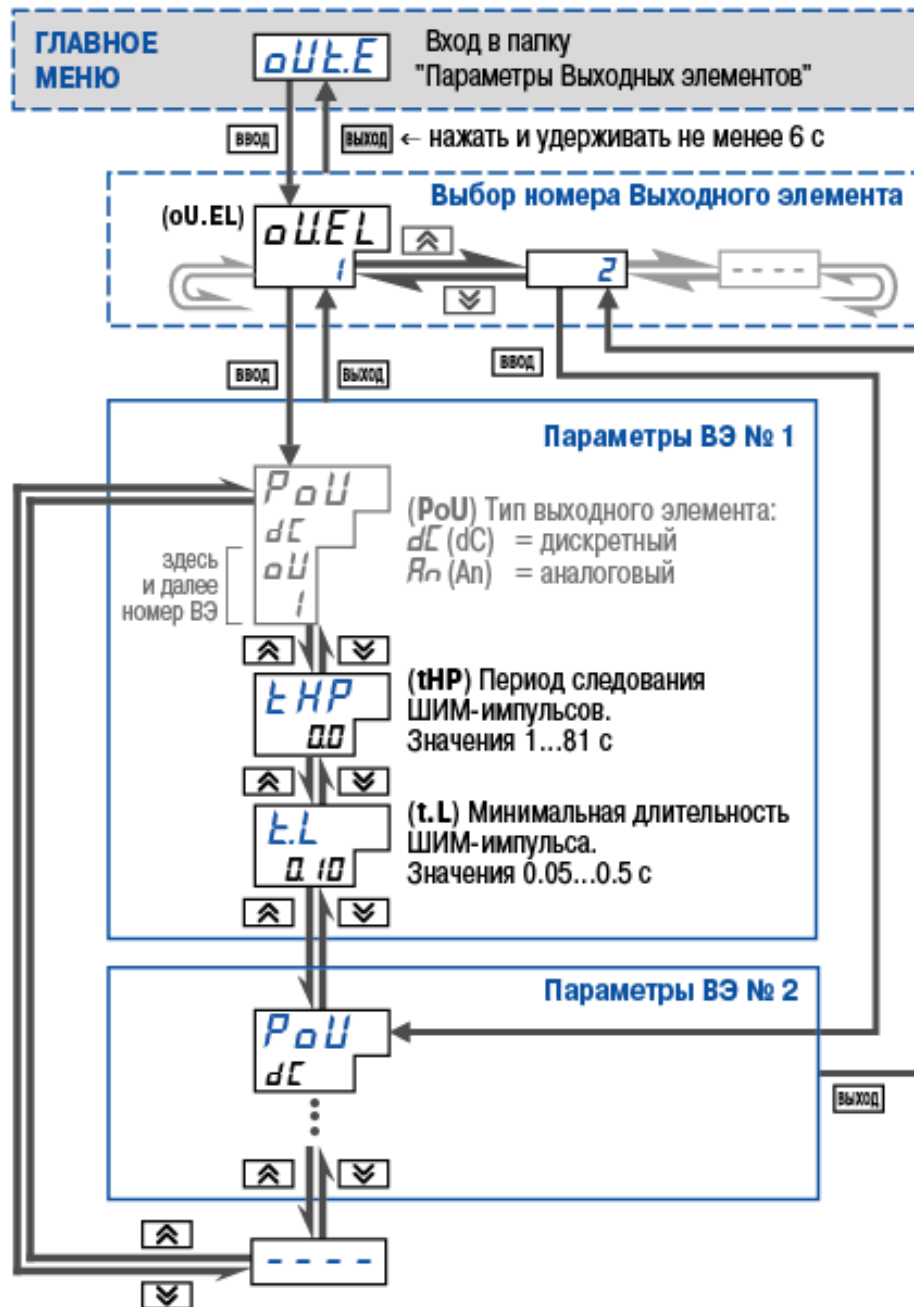 ГЛАВНОЕ
МЕНЮ
oUt.E
Вход в папку
"Параметры Выходных элементов"
ВВОД
ВЫХОД
← нажать и удерживать не менее 6 с
Выбор номера Выходного элемента
(oU.EL)
oU.EL
1
2
----
ВВОД
ВЫХОД
ВВОД
Параметры ВЭ № 1
PoU
dC
oU
1
здесь
и далее
номер ВЭ
(PoU) Тип выходного элемента:
dC (dC) = дискретный
An (An) = аналоговый
tHP
0.0
(tHP) Период следования
ШИМ-импульсов.
Значения 1...81 с
t.L
0.10
(t.L) Минимальная длительность
ШИМ-импульса.
Значения 0.05...0.5 с
Параметры ВЭ № 2
PoU
dC
ВЫХОД
----